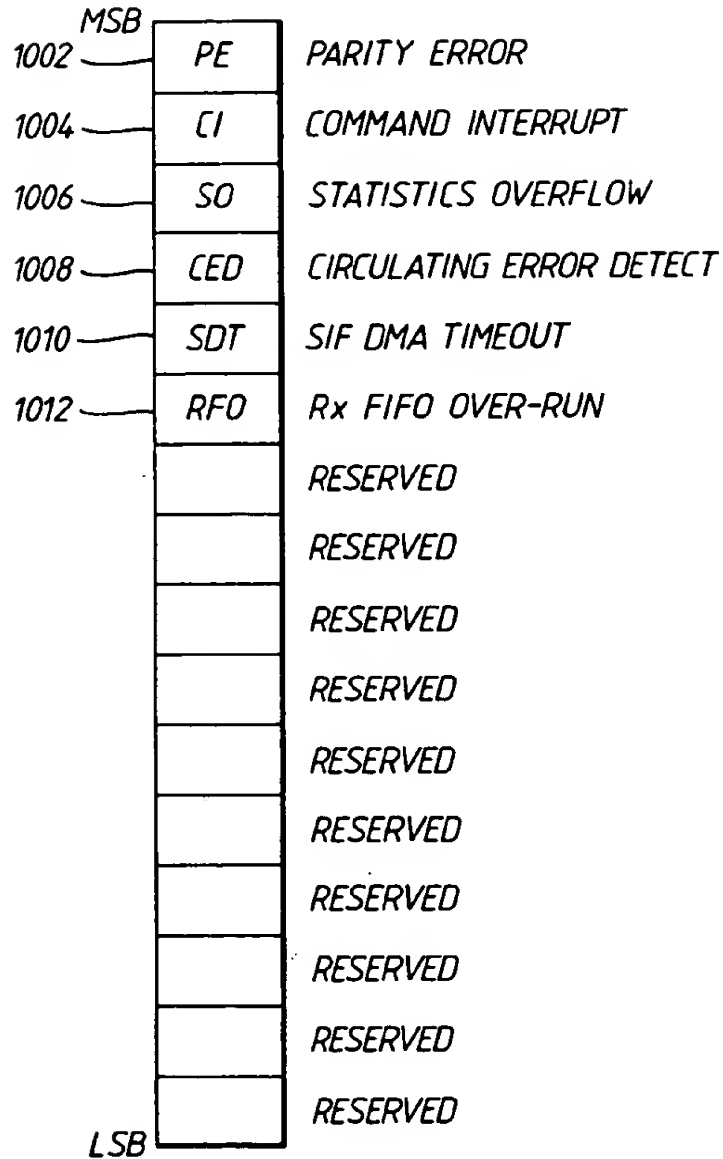 MSB
1002 PE PARITY ERROR
1004 CI COMMAND INTERRUPT
1006 SO STATISTICS OVERFLOW
1008 CED CIRCULATING ERROR DETECT
1010 SDT SIF DMA TIMEOUT
1012 RFO Rx FIFO OVER-RUN
RESERVED
RESERVED
RESERVED
RESERVED
RESERVED
RESERVED
RESERVED
RESERVED
RESERVED
RESERVED
LSB